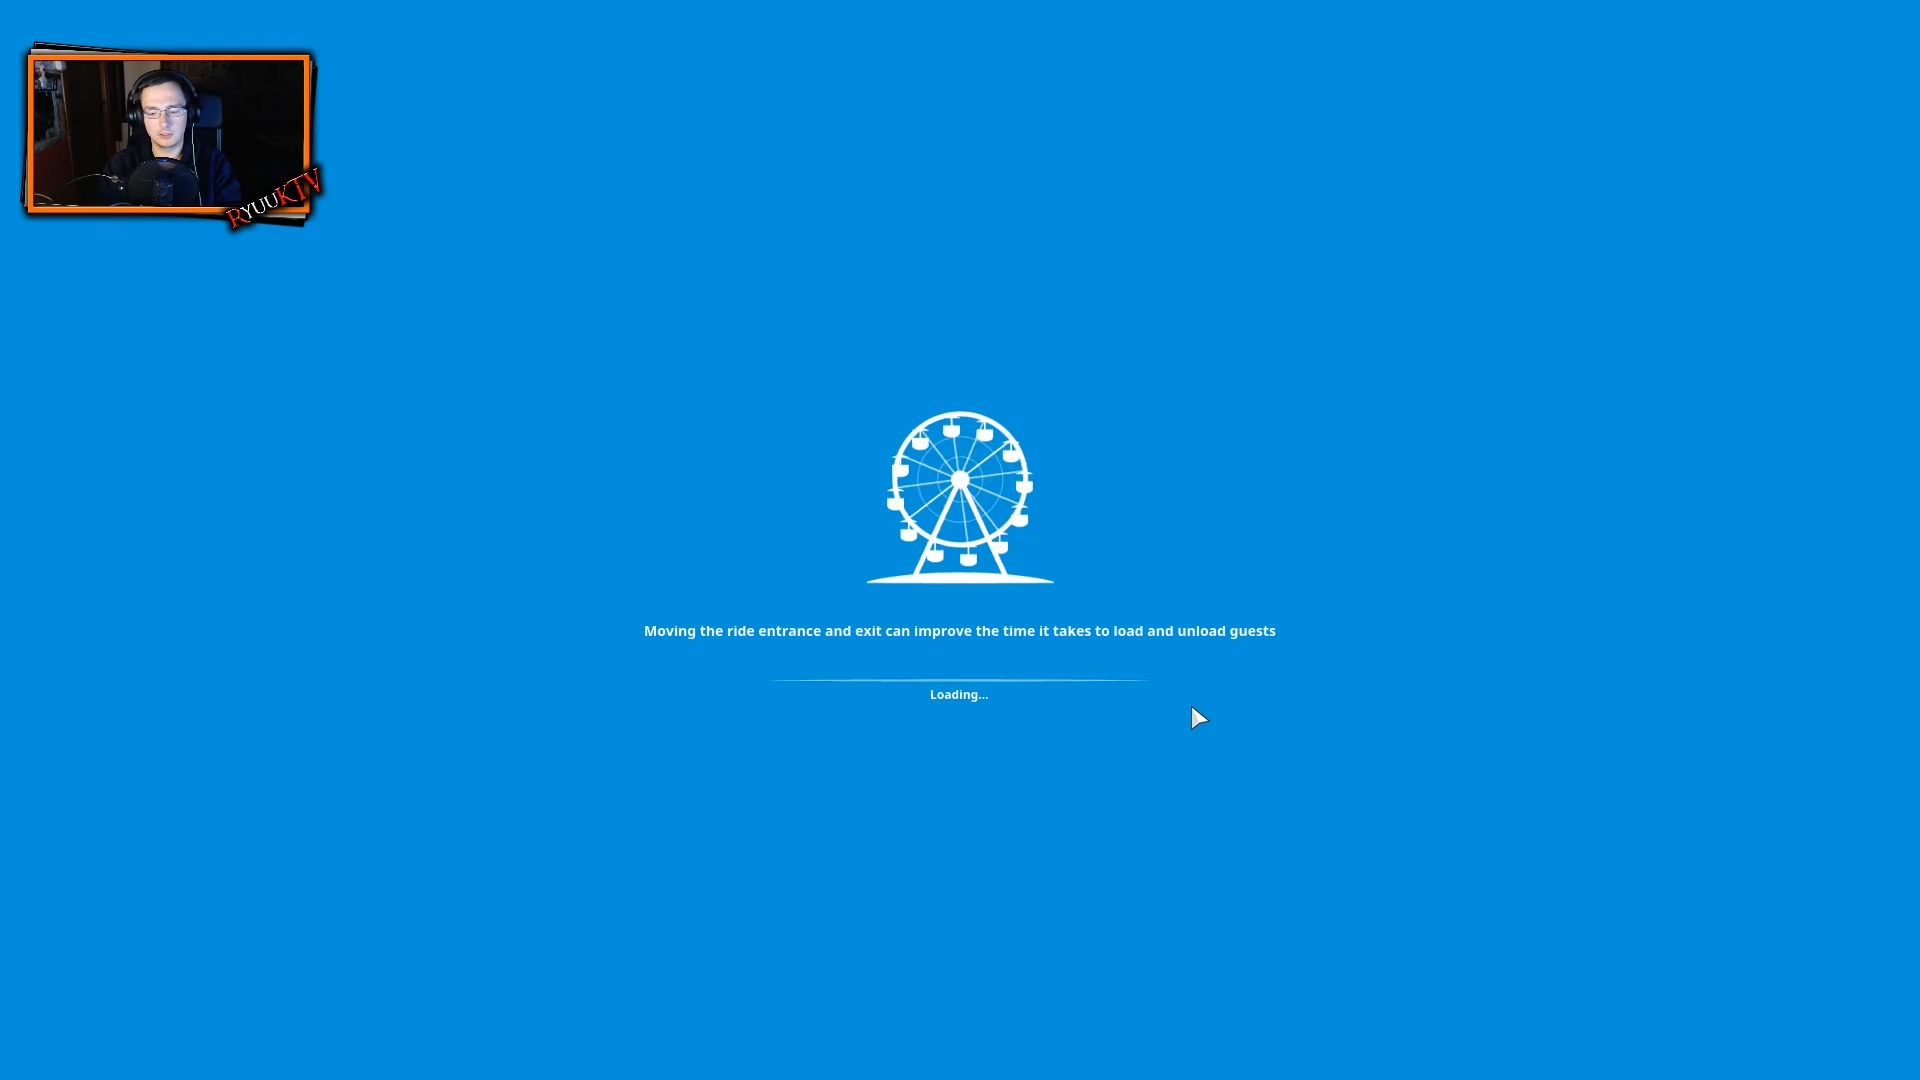 RYUUKTV
Moving the ride entrance and exit can improve the time it takes to load and unload guests
Loading...